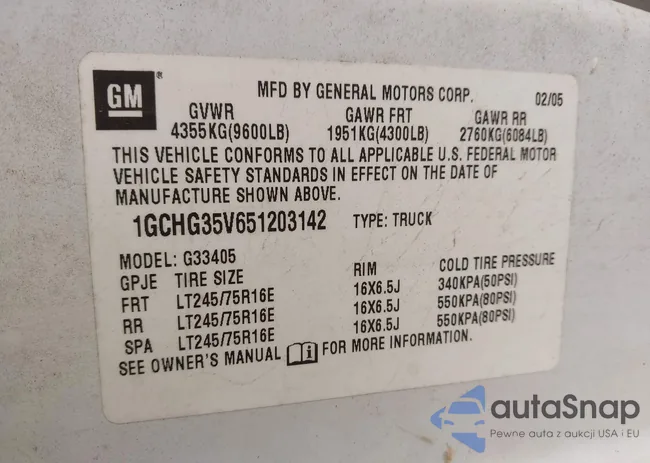 GM®
MFD BY GENERAL MOTORS CORP. 02/05
GVWR GAWR FRT GAWR RR
4355KG(9600LB) 1951KG(4300LB) 2760KG(6084LB)
THIS VEHICLE CONFORMS TO ALL APPLICABLE U.S. FEDERAL MOTOR
VEHICLE SAFETY STANDARDS IN EFFECT ON THE DATE OF
MANUFACTURE SHOWN ABOVE.
1GCHG35V651203142 TYPE: TRUCK
MODEL: G33405
GPJE TIRE SIZE RIM COLD TIRE PRESSURE
FRT LT245/75R16E 16X6.5J 340KPA(50PSI)
RR LT245/75R16E 16X6.5J 550KPA(80PSI)
SPA LT245/75R16E 16X6.5J 550KPA(80PSI)
SEE OWNER'S MANUAL FOR MORE INFORMATION.
autaSnap
Pewne auta z aukcji USA i EU